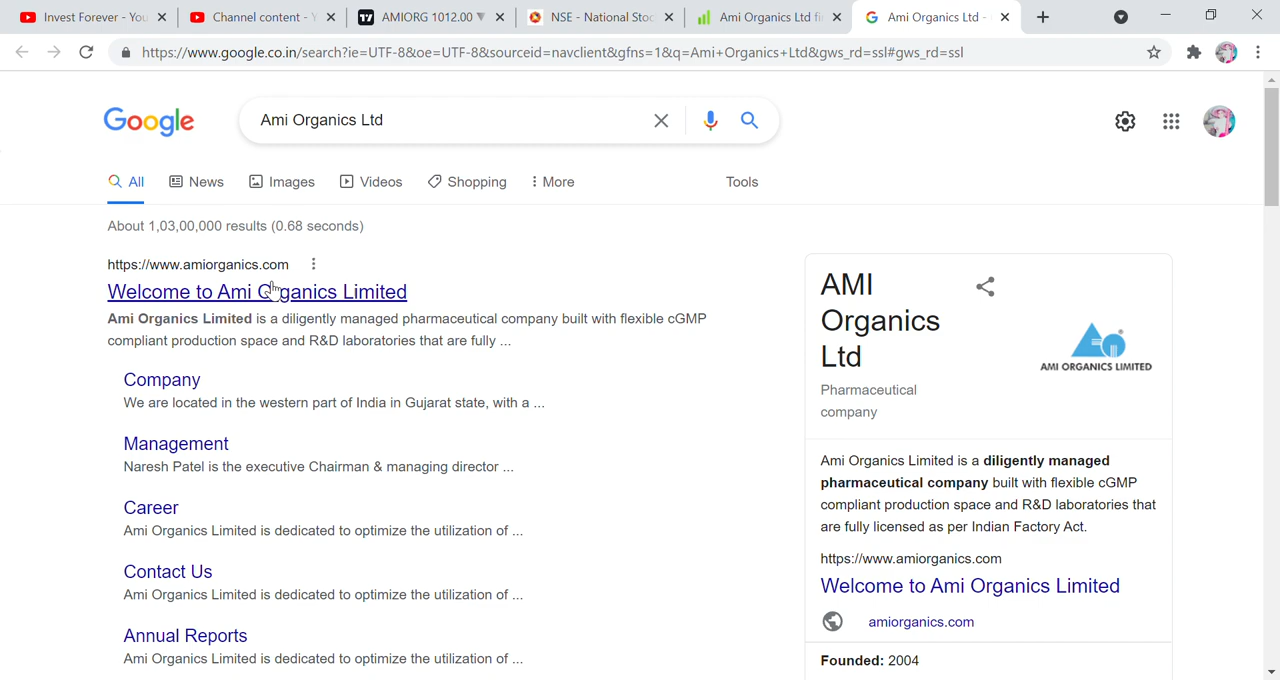 Invest Forever - You
Channel content - Y
AMIORG 1012.00 ▼
NSE - National Stoc
Ami Organics Ltd fi
Ami Organics Ltd -
https://www.google.co.in/search?ie=UTF-8&oe=UTF-8&sourceid=navclient&gfns=1&q=Ami+Organics+Ltd&gws_rd=ssl#gws_rd=ssl
Google
Ami Organics Ltd
All
News
Images
Videos
Shopping
More
Tools
About 1,03,00,000 results (0.68 seconds)
https://www.amiorganics.com
Welcome to Ami Organics Limited
Ami Organics Limited is a diligently managed pharmaceutical company built with flexible cGMP
compliant production space and R&D laboratories that are fully ...
Company
We are located in the western part of India in Gujarat state, with a ...
Management
Naresh Patel is the executive Chairman & managing director ...
Career
Ami Organics Limited is dedicated to optimize the utilization of ...
Contact Us
Ami Organics Limited is dedicated to optimize the utilization of ...
Annual Reports
Ami Organics Limited is dedicated to optimize the utilization of ...
AMI
Organics
Ltd
Pharmaceutical
company
AMI ORGANICS LIMITED
Ami Organics Limited is a diligently managed
pharmaceutical company built with flexible cGMP
compliant production space and R&D laboratories that
are fully licensed as per Indian Factory Act.
https://www.amiorganics.com
Welcome to Ami Organics Limited
amiorganics.com
Founded: 2004